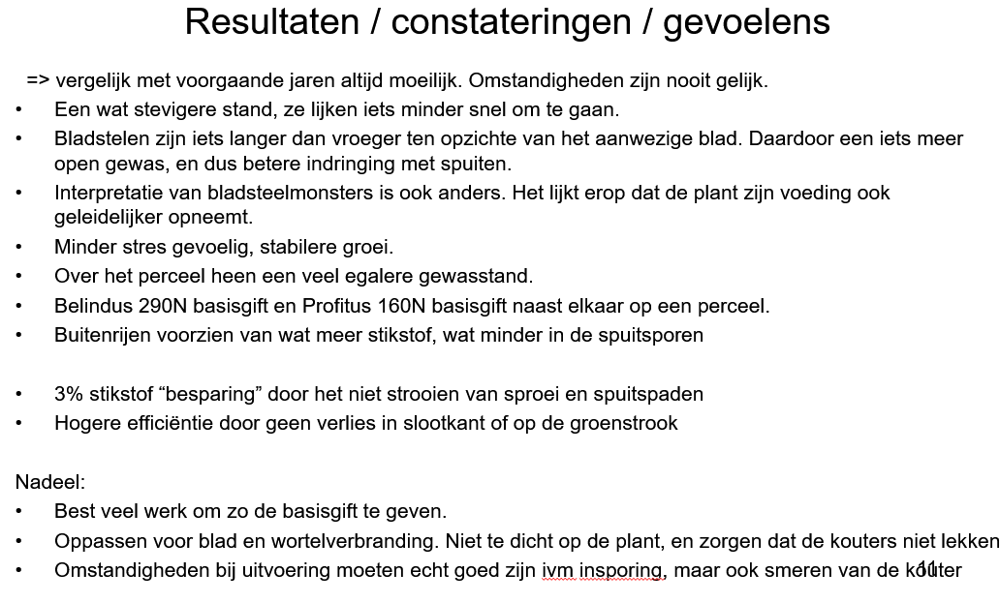 Resultaten / constateringen / gevoelens
=> vergelijk met voorgaande jaren altijd moeilijk. Omstandigheden zijn nooit gelijk.
• Een wat stevigere stand, ze lijken iets minder snel om te gaan.
• Bladstelen zijn iets langer dan vroeger ten opzichte van het aanwezige blad. Daardoor een iets meer
open gewas, en dus betere indringing met spuiten.
• Interpretatie van bladsteelmonsters is ook anders. Het lijkt erop dat de plant zijn voeding ook
geleidelijker opneemt.
• Minder stres gevoelig, stabilere groei.
• Over het perceel heen een veel egalere gewasstand.
• Belindus 290N basisgift en Profitus 160N basisgift naast elkaar op een perceel.
• Buitenrijen voorzien van wat meer stikstof, wat minder in de spuitsporen
• 3% stikstof “besparing” door het niet strooien van sproei en spuitspaden
• Hogere efficiëntie door geen verlies in slootkant of op de groenstrook
Nadeel:
• Best veel werk om zo de basisgift te geven.
• Oppassen voor blad en wortelverbranding. Niet te dicht op de plant, en zorgen dat de kouters niet lekken
• Omstandigheden bij uitvoering moeten echt goed zijn ivm insporing, maar ook smeren van de kouter
11